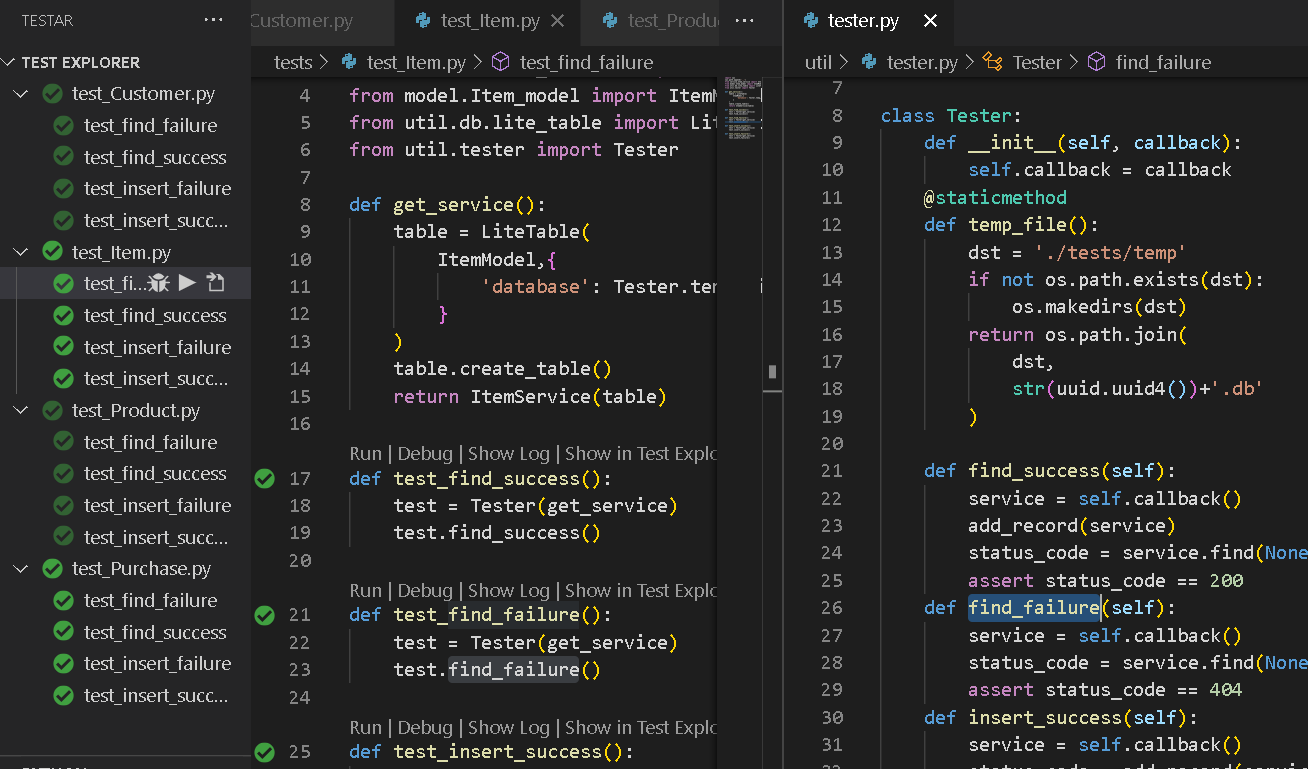 TESTAR ...
TEST EXPLORER
test_Customer.py
test_find_failure
test_find_success
test_insert_failure
test_insert_succ...
test_Item.py
test_fi...
test_find_success
test_insert_failure
test_insert_succ...
test_Product.py
test_find_failure
test_find_success
test_insert_failure
test_insert_succ...
test_Purchase.py
test_find_failure
test_find_success
test_insert_failure
test_insert_succ...
Customer.py test_Item.py test_Produ ...
tests > test_Item.py > test_find_failure
4 from model.Item_model import ItemM
5 from util.db.lite_table import Lit
6 from util.tester import Tester
7
8 def get_service():
9 table = LiteTable(
10 ItemModel,{
11 'database': Tester.tem
12 }
13 )
14 table.create_table()
15 return ItemService(table)
16
Run | Debug | Show Log | Show in Test Explo
17 def test_find_success():
18 test = Tester(get_service)
19 test.find_success()
20
Run | Debug | Show Log | Show in Test Explo
21 def test_find_failure():
22 test = Tester(get_service)
23 test.find_failure()
24
Run | Debug | Show Log | Show in Test Explo
25 def test_insert_success():
tester.py
util > tester.py > Tester > find_failure
7
8 class Tester:
9 def __init__(self, callback):
10 self.callback = callback
11 @staticmethod
12 def temp_file():
13 dst = './tests/temp'
14 if not os.path.exists(dst):
15 os.makedirs(dst)
16 return os.path.join(
17 dst,
18 str(uuid.uuid4())+'.db'
19 )
20
21 def find_success(self):
22 service = self.callback()
23 add_record(service)
24 status_code = service.find(None
25 assert status_code == 200
26 def find_failure(self):
27 service = self.callback()
28 status_code = service.find(None
29 assert status_code == 404
30 def insert_success(self):
31 service = self.callback()